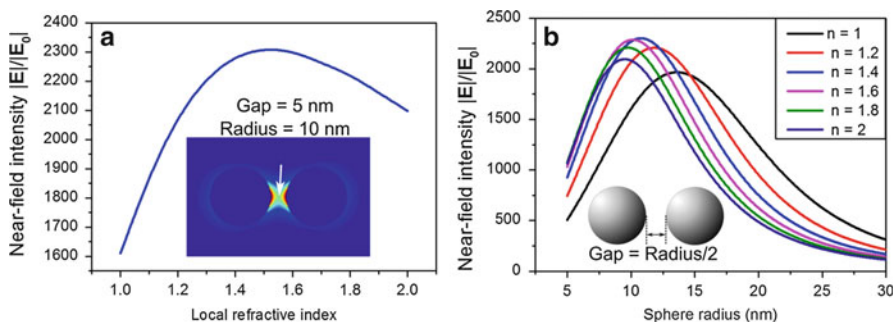 a
Near-field intensity |E|/|E₀|
2400
2300
2200
2100
2000
1900
1800
1700
1600
1.0 1.2 1.4 1.6 1.8 2.0
Local refractive index
Gap = 5 nm
Radius = 10 nm
b
Near-field intensity |E|/|E₀|
2500
2000
1500
1000
500
0
5 10 15 20 25 30
Sphere radius (nm)
n = 1
n = 1.2
n = 1.4
n = 1.6
n = 1.8
n = 2
Gap = Radius/2